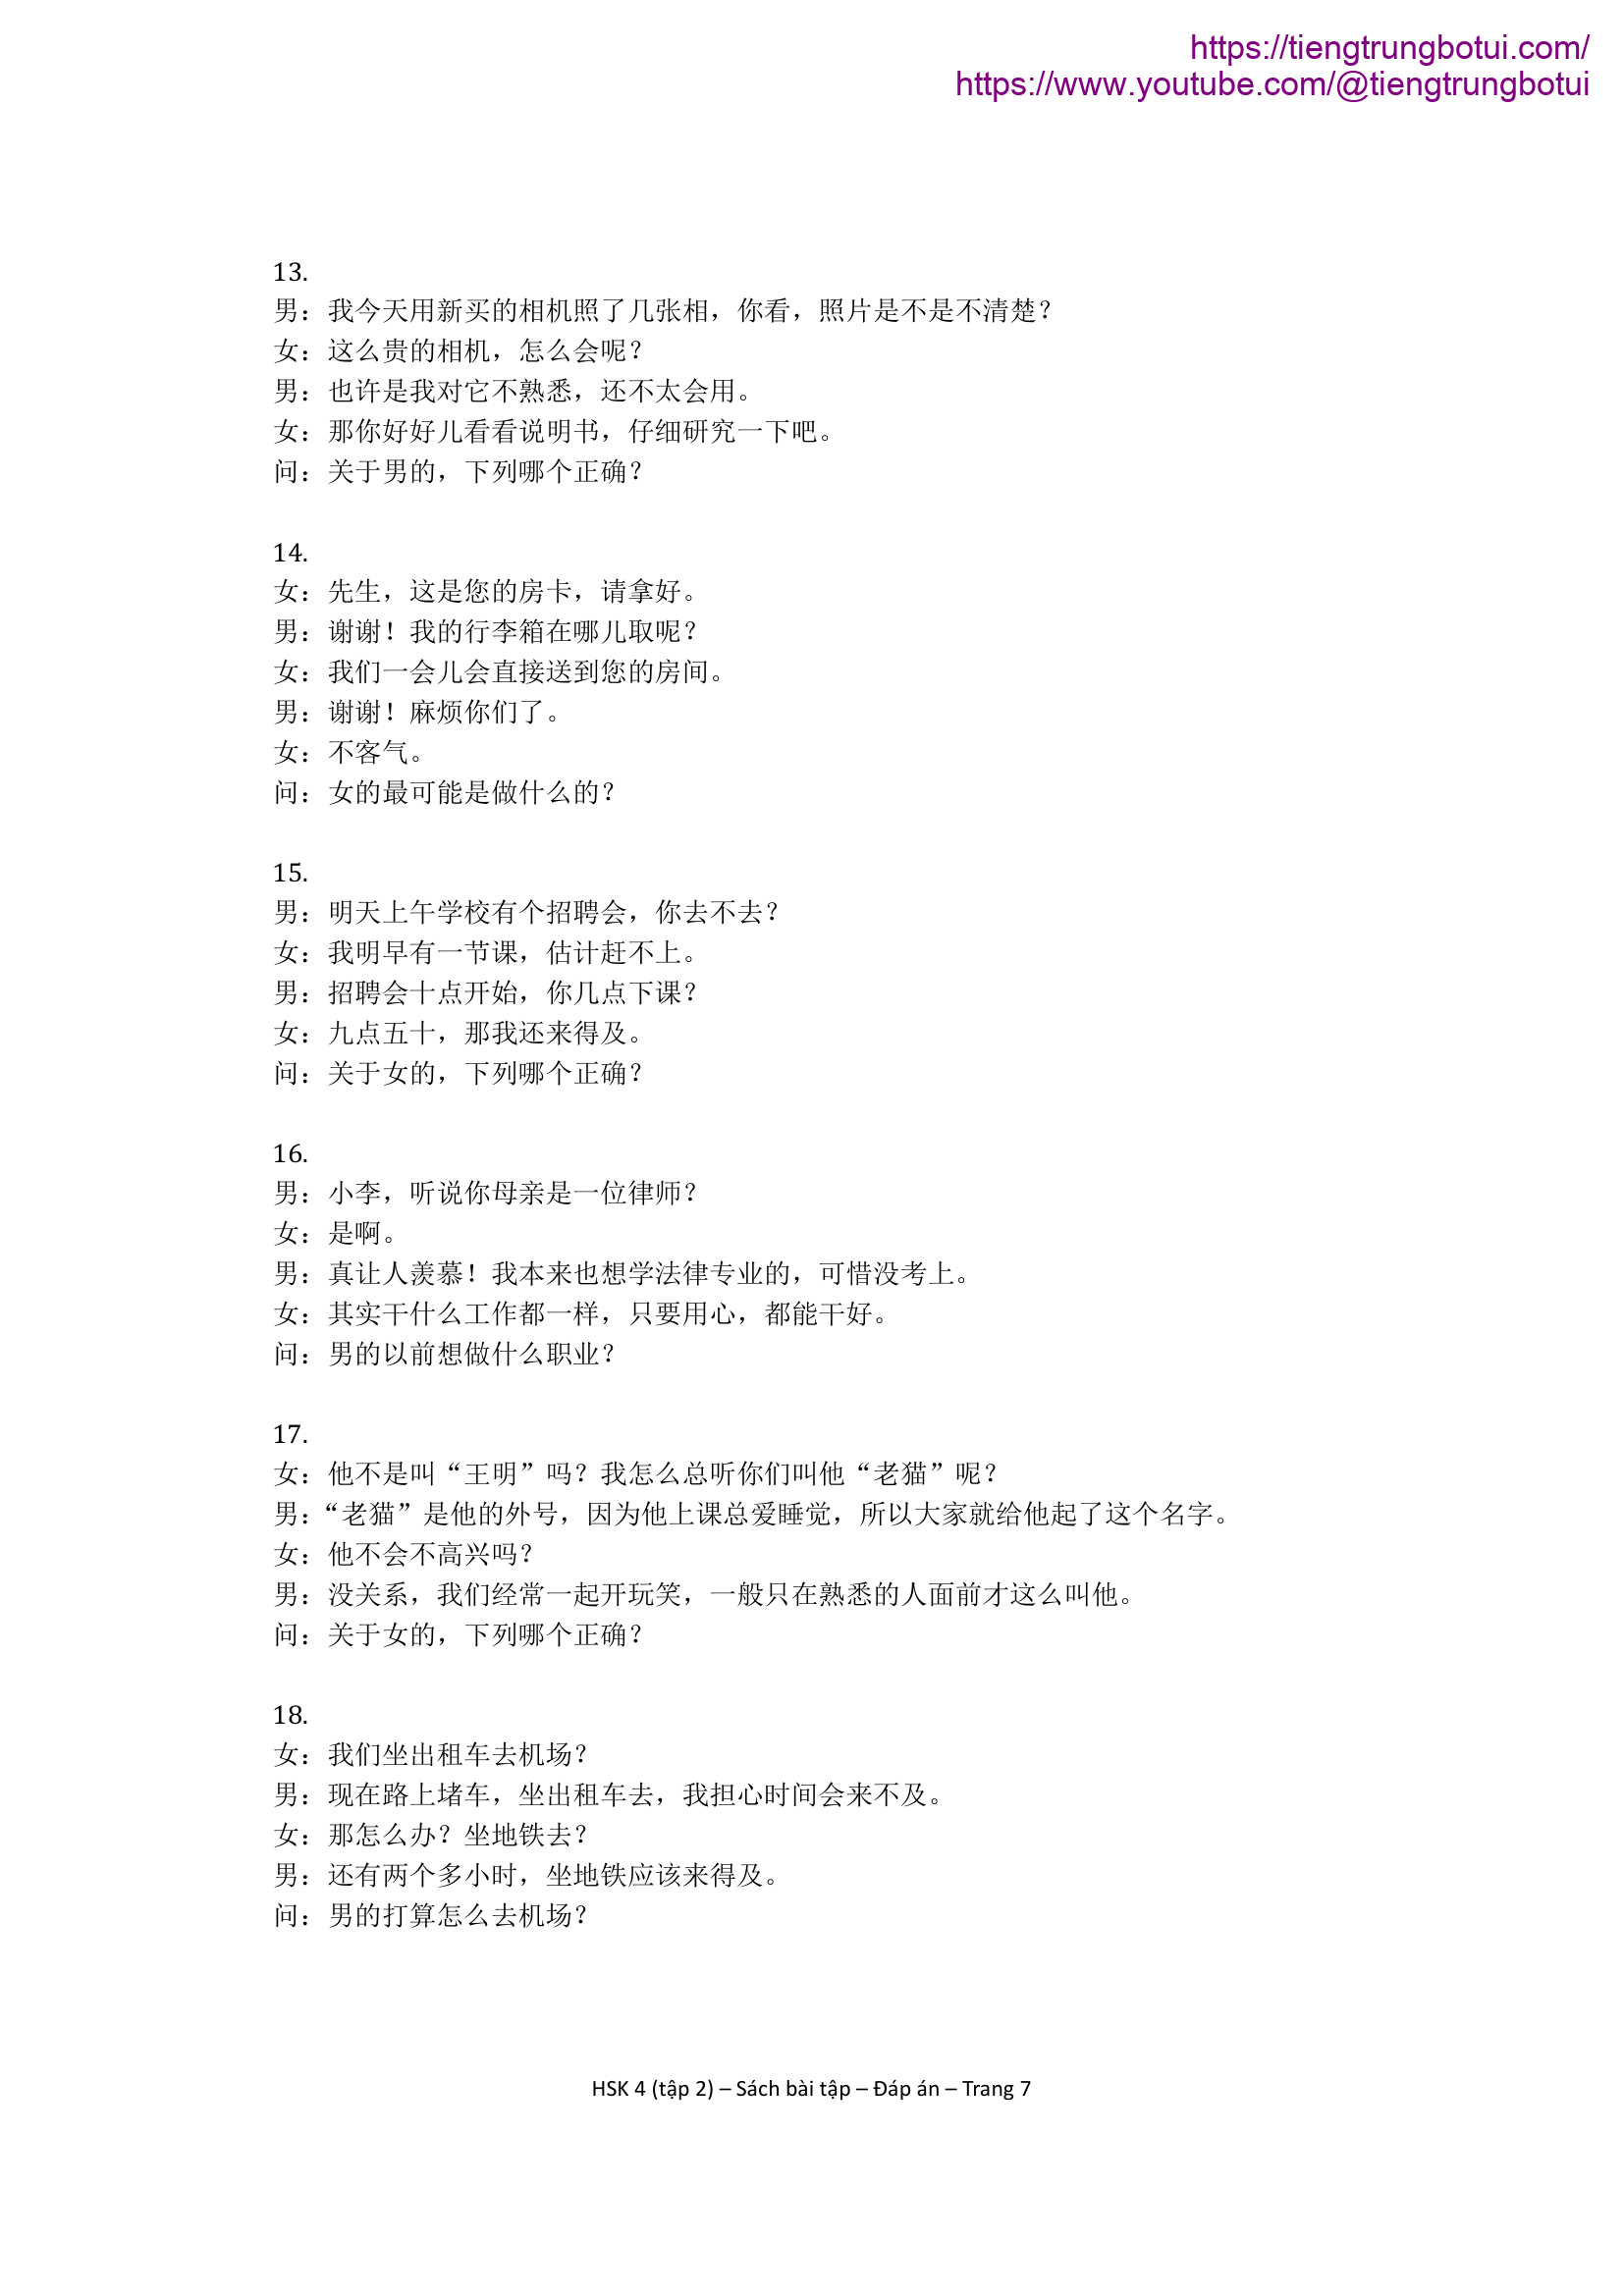 https://tiengtrungbotui.com/
https://www.youtube.com/@tiengtrungbotui
13.
男：我今天用新买的相机照了几张相，你看，照片是不是不清楚？
女：这么贵的相机，怎么会呢？
男：也许是我对它不熟悉，还不太会用。
女：那你好好儿看看说明书，仔细研究一下吧。
问：关于男的，下列哪个正确？
14.
女：先生，这是您的房卡，请拿好。
男：谢谢！我的行李箱在哪儿取呢？
女：我们一会儿会直接送到您的房间。
男：谢谢！麻烦你们了。
女：不客气。
问：女的最可能是做什么的？
15.
男：明天上午学校有个招聘会，你去不去？
女：我明早有一节课，估计赶不上。
男：招聘会十点开始，你几点下课？
女：九点五十，那我还来得及。
问：关于女的，下列哪个正确？
16.
男：小李，听说你母亲是一位律师？
女：是啊。
男：真让人羡慕！我本来也想学法律专业的，可惜没考上。
女：其实干什么工作都一样，只要用心，都能干好。
问：男的以前想做什么职业？
17.
女：他不是叫“王明”吗？我怎么总听你们叫他“老猫”呢？
男：“老猫”是他的外号，因为他上课总爱睡觉，所以大家就给他起了这个名字。
女：他不会不高兴吗？
男：没关系，我们经常一起开玩笑，一般只在熟悉的人面前才这么叫他。
问：关于女的，下列哪个正确？
18.
女：我们坐出租车去机场？
男：现在路上堵车，坐出租车去，我担心时间会来不及。
女：那怎么办？坐地铁去？
男：还有两个多小时，坐地铁应该来得及。
问：男的打算怎么去机场？
HSK 4 (tập 2) – Sách bài tập – Đáp án – Trang 7